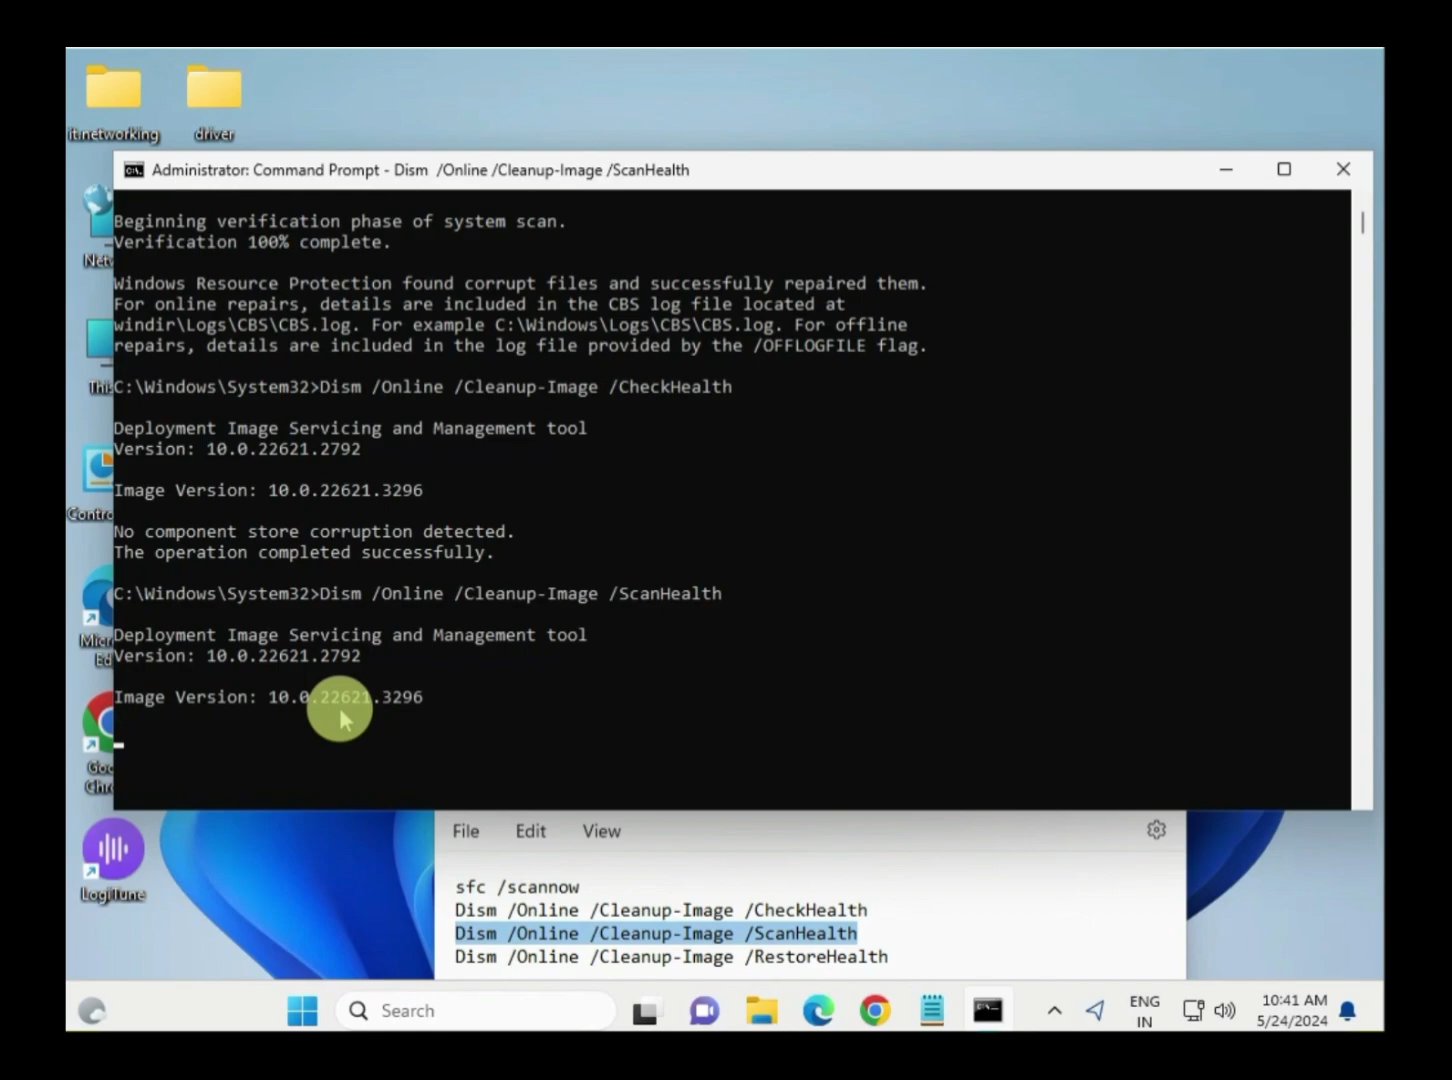 itnetworking
driver
Administrator: Command Prompt - Dism /Online /Cleanup-Image /ScanHealth
Beginning verification phase of system scan.
Verification 100% complete.
Windows Resource Protection found corrupt files and successfully repaired them.
For online repairs, details are included in the CBS log file located at
windir\Logs\CBS\CBS.log. For example C:\Windows\Logs\CBS\CBS.log. For offline
repairs, details are included in the log file provided by the /OFFLOGFILE flag.
C:\Windows\System32>Dism /Online /Cleanup-Image /CheckHealth
Deployment Image Servicing and Management tool
Version: 10.0.22621.2792
Image Version: 10.0.22621.3296
No component store corruption detected.
The operation completed successfully.
C:\Windows\System32>Dism /Online /Cleanup-Image /ScanHealth
Deployment Image Servicing and Management tool
Version: 10.0.22621.2792
Image Version: 10.0.22621.3296
Netw
This
Contro
Micr
Ed
Goo
Chr
LogiTune
File Edit View
sfc /scannow
Dism /Online /Cleanup-Image /CheckHealth
Dism /Online /Cleanup-Image /ScanHealth
Dism /Online /Cleanup-Image /RestoreHealth
Search
ENG
IN
10:41 AM
5/24/2024